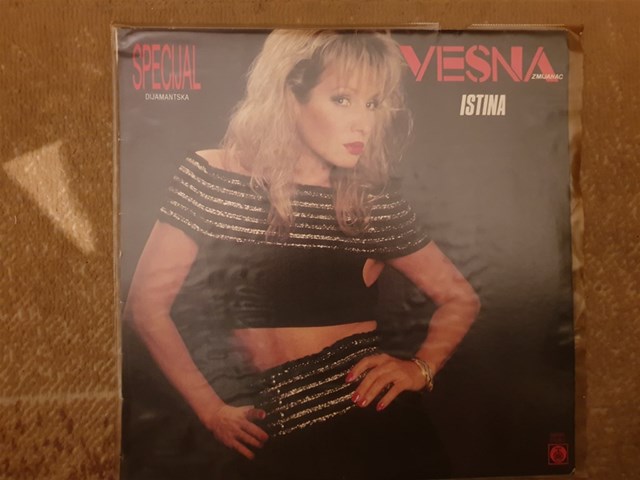 SPECIJAL
DIJAMANTSKA
VESNA
ZMIJANAC
ISTINA